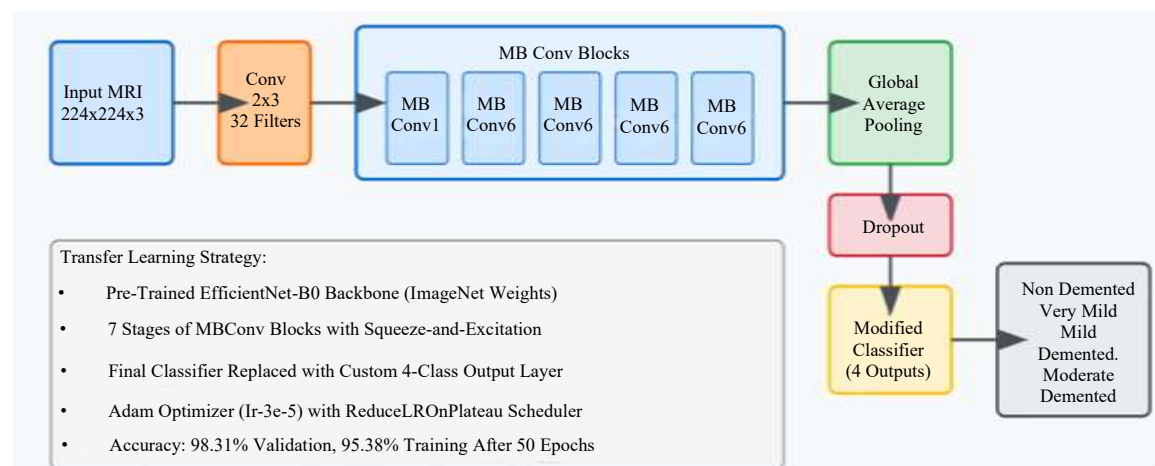 Input MRI
224x224x3
Conv
2x3
32 Filters
MB Conv Blocks
MB
Conv1
MB
Conv6
MB
Conv6
MB
Conv6
MB
Conv6
Global
Average
Pooling
Dropout
Modified
Classifier
(4 Outputs)
Non Demented
Very Mild
Mild
Demented.
Moderate
Demented
Transfer Learning Strategy:
• Pre-Trained EfficientNet-B0 Backbone (ImageNet Weights)
• 7 Stages of MBConv Blocks with Squeeze-and-Excitation
• Final Classifier Replaced with Custom 4-Class Output Layer
• Adam Optimizer (Ir-3e-5) with ReduceLROnPlateau Scheduler
• Accuracy: 98.31% Validation, 95.38% Training After 50 Epochs